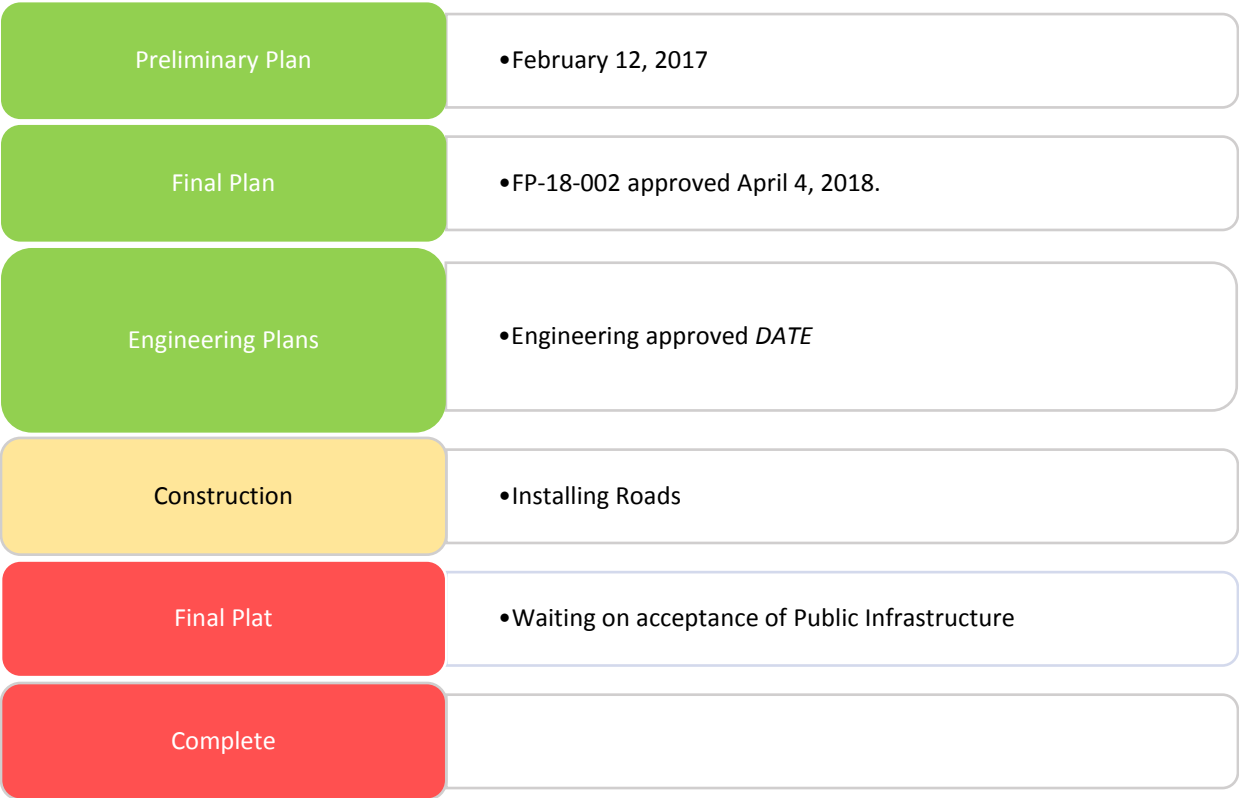 Preliminary Plan
•February 12, 2017
Final Plan
•FP-18-002 approved April 4, 2018.
Engineering Plans
•Engineering approved DATE
Construction
•Installing Roads
Final Plat
•Waiting on acceptance of Public Infrastructure
Complete